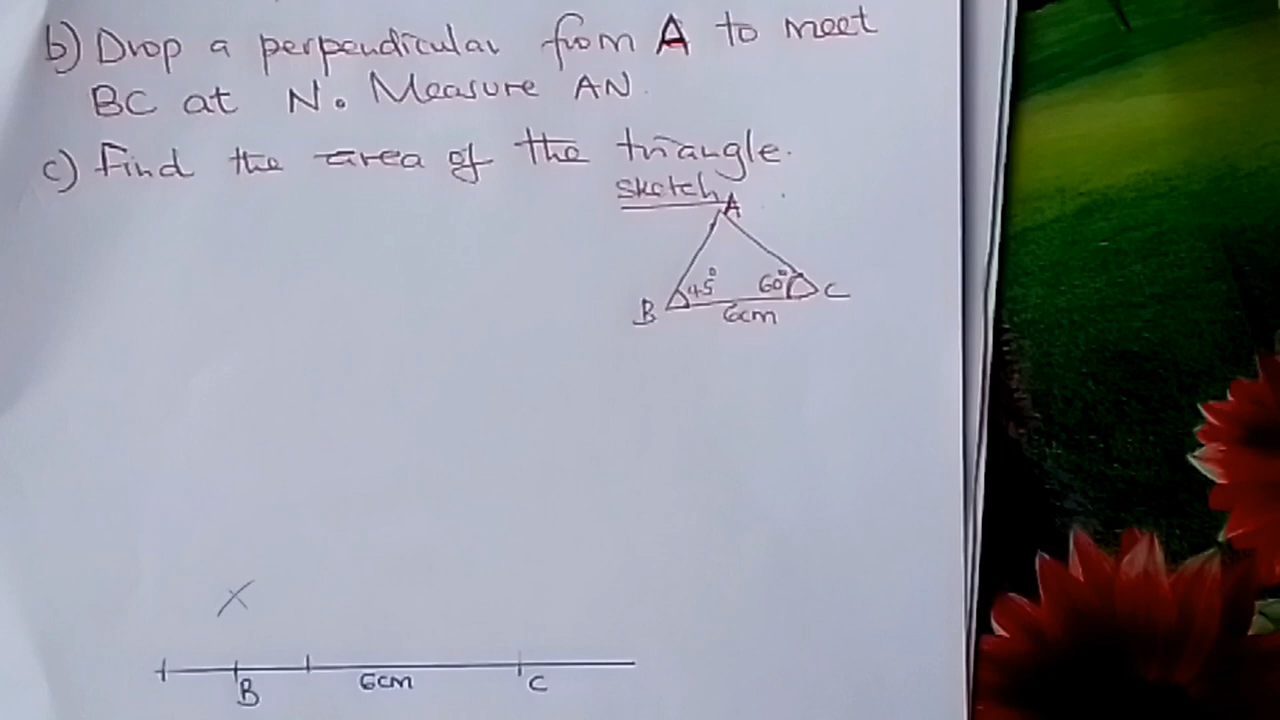 b) Drop a perpendicular from A to meet
BC at N. Measure AN.
c) Find the area of the triangle.
sketch
A
45° 60°
B 6cm C
B 6cm C